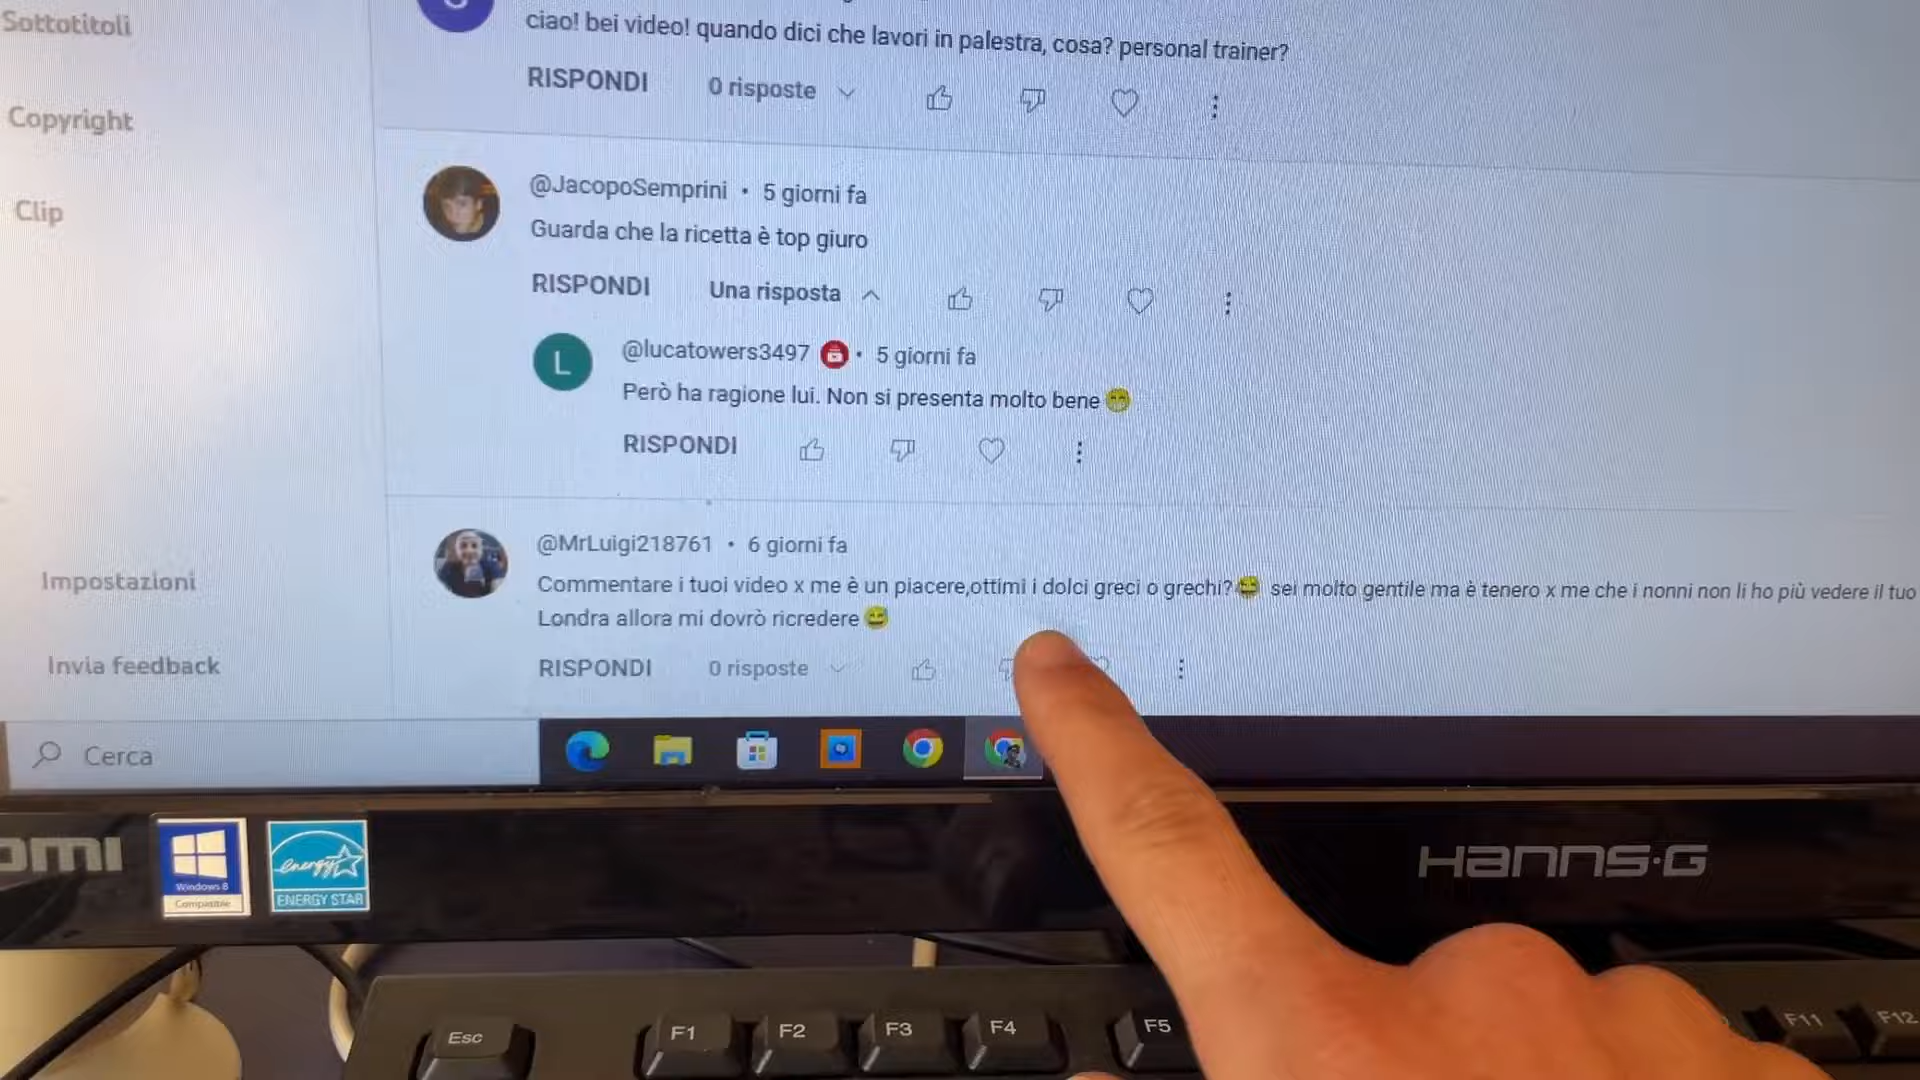 Sottotitoli
Copyright
Clip
Impostazioni
Invia feedback
ciao! bei video! quando dici che lavori in palestra, cosa? personal trainer?
RISPONDI 0 risposte
@JacopoSemprini • 5 giorni fa
Guarda che la ricetta è top giuro
RISPONDI Una risposta
L
@lucatowers3497 • 5 giorni fa
Però ha ragione lui. Non si presenta molto bene 😁
RISPONDI
@MrLuigi218761 • 6 giorni fa
Commentare i tuoi video x me è un piacere,ottimi i dolci greci o grechi?😅 sei molto gentile ma è tenero x me che i nonni non li ho più vedere il tuo
Londra allora mi dovrò ricredere 😅
RISPONDI 0 risposte
Cerca
omi
Windows 8
Compatible
energy
ENERGY STAR
Hanns·G
Esc
F1
F2
F3
F4
F5
F11
F12